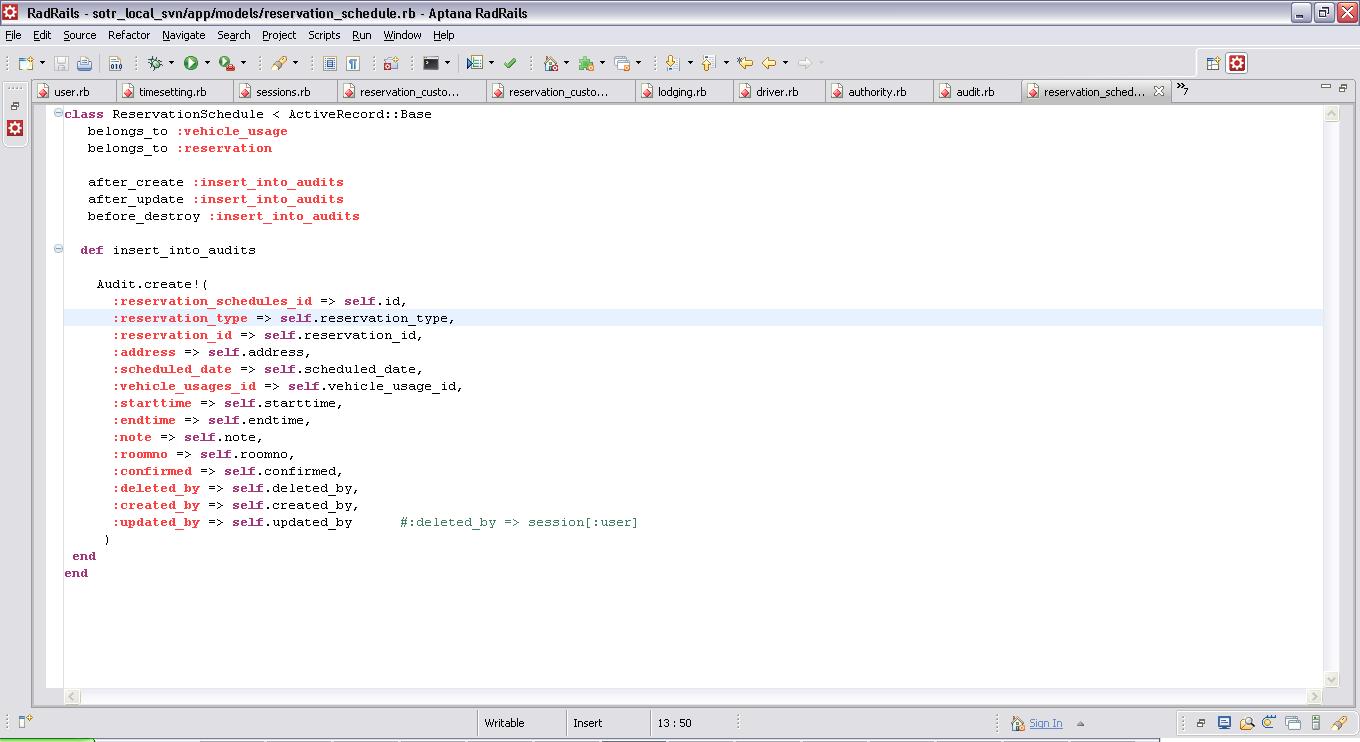 RadRails - sotr_local_svn/app/models/reservation_schedule.rb - Aptana RadRails
File Edit Source Refactor Navigate Search Project Scripts Run Window Help
user.rb timesetting.rb sessions.rb reservation_custo... reservation_custo... lodging.rb driver.rb authority.rb audit.rb reservation_sched... »7
class ReservationSchedule < ActiveRecord::Base
belongs_to :vehicle_usage
belongs_to :reservation
after_create :insert_into_audits
after_update :insert_into_audits
before_destroy :insert_into_audits
def insert_into_audits
Audit.create!(
:reservation_schedules_id => self.id,
:reservation_type => self.reservation_type,
:reservation_id => self.reservation_id,
:address => self.address,
:scheduled_date => self.scheduled_date,
:vehicle_usages_id => self.vehicle_usage_id,
:starttime => self.starttime,
:endtime => self.endtime,
:note => self.note,
:roomno => self.roomno,
:confirmed => self.confirmed,
:deleted_by => self.deleted_by,
:created_by => self.created_by,
:updated_by => self.updated_by #:deleted_by => session[:user]
)
end
end
Writable Insert 13 : 50 Sign In